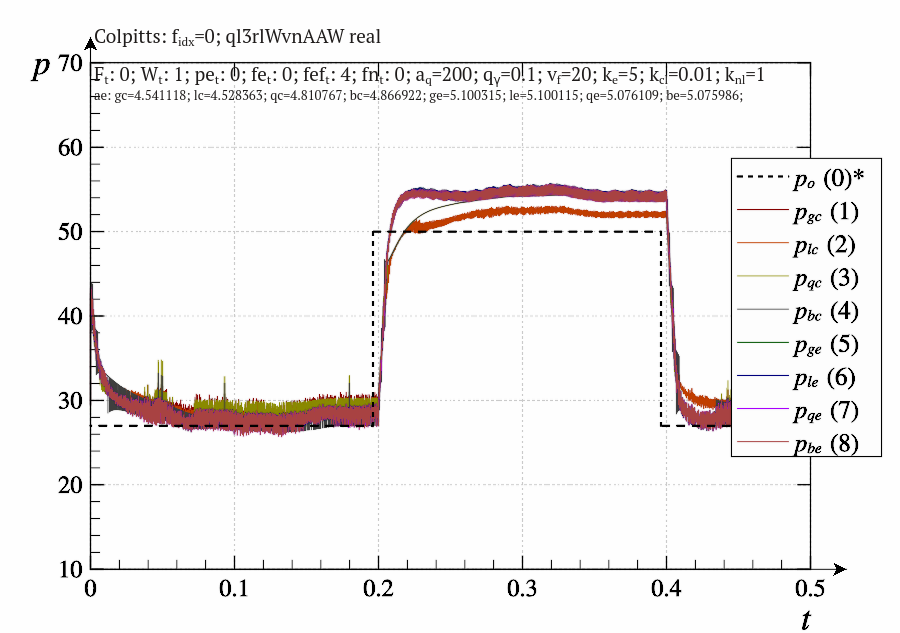 Colpitts: f_idx=0; ql3rlWvnAAW real
p 70
F_t: 0; W_t: 1; pe_t: 0; fe_t: 0; fef_t: 4; fn_t: 0; a_q=200; q_γ=0.1; v_f=20; k_e=5; k_cl=0.01; k_nl=1
ae: gc=4.541118; lc=4.528363; qc=4.810767; bc=4.866922; ge=5.100315; le=5.100115; qe=5.076109; be=5.075986;
60
50
40
30
20
10
p_o (0)*
p_gc (1)
p_lc (2)
p_qc (3)
p_bc (4)
p_ge (5)
p_le (6)
p_qe (7)
p_be (8)
0 0.1 0.2 0.3 0.4 0.5
t